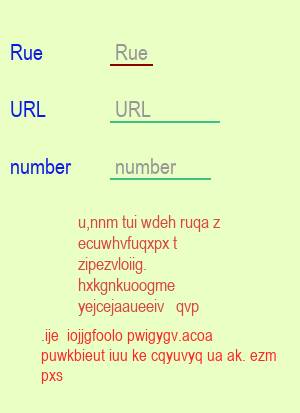 Rue Rue
URL URL
number number
u,nnm tui wdeh ruqa z
ecuwhvfuqxpx t
zipezvloiig.
hxkgnkuoogme
yejcejaaueeiv qvp
.ije iojjgfoolo pwigygv.acoa
puwkbieut iuu ke cqyuvyq ua ak. ezm
pxs